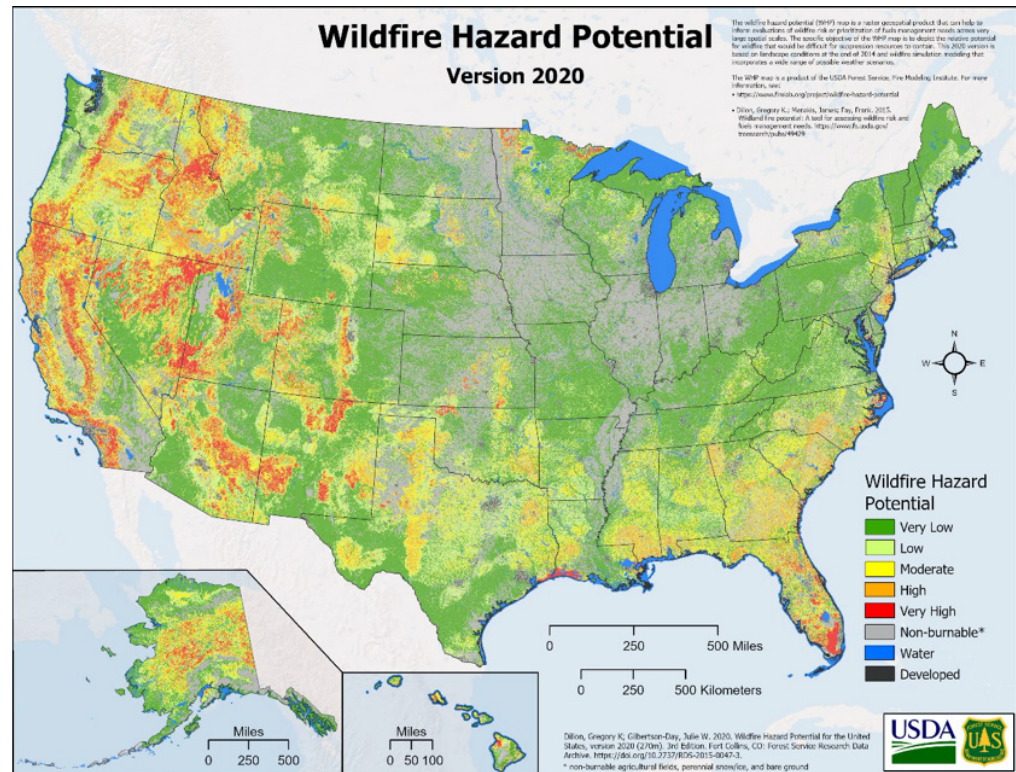 Wildfire Hazard Potential
Version 2020
The wildfire hazard potential (WHP) map is a raster geospatial product that can help to
inform evaluations of wildfire risk or prioritization of fuels management needs across very
large spatial scales. The specific objective of the WHP map is to depict the relative potential
for wildfire that would be difficult for suppression resources to contain. This 2020 version is
based on landscape conditions at the end of 2014 and wildfire simulation modeling that
incorporates a wide range of possible weather scenarios.
The WHP map is a product of the USDA Forest Service, Fire Modeling Institute. For more
information, see:
• https://www.firelab.org/project/wildfire-hazard-potential
• Dillon, Gregory K.; Menakis, James; Fay, Frank. 2015.
Wildland fire potential: A tool for assessing wildfire risk and
fuels management needs. https://www.fs.usda.gov/
treesearch/pubs/49429
N
W E
S
Wildfire Hazard
Potential
Very Low
Low
Moderate
High
Very High
Non-burnable*
Water
Developed
0 250 500 Miles
0 250 500 Kilometers
Miles
0 250 500
Miles
0 50 100
Dillon, Gregory K; Gilbertson-Day, Julie W. 2020. Wildfire Hazard Potential for the United
States, version 2020 (270m). 3rd Edition. Fort Collins, CO: Forest Service Research Data
Archive. https://doi.org/10.2737/RDS-2015-0047-3.
* non-burnable agricultural fields, perennial snow/ice, and bare ground
USDA
FOREST SERVICE
U S